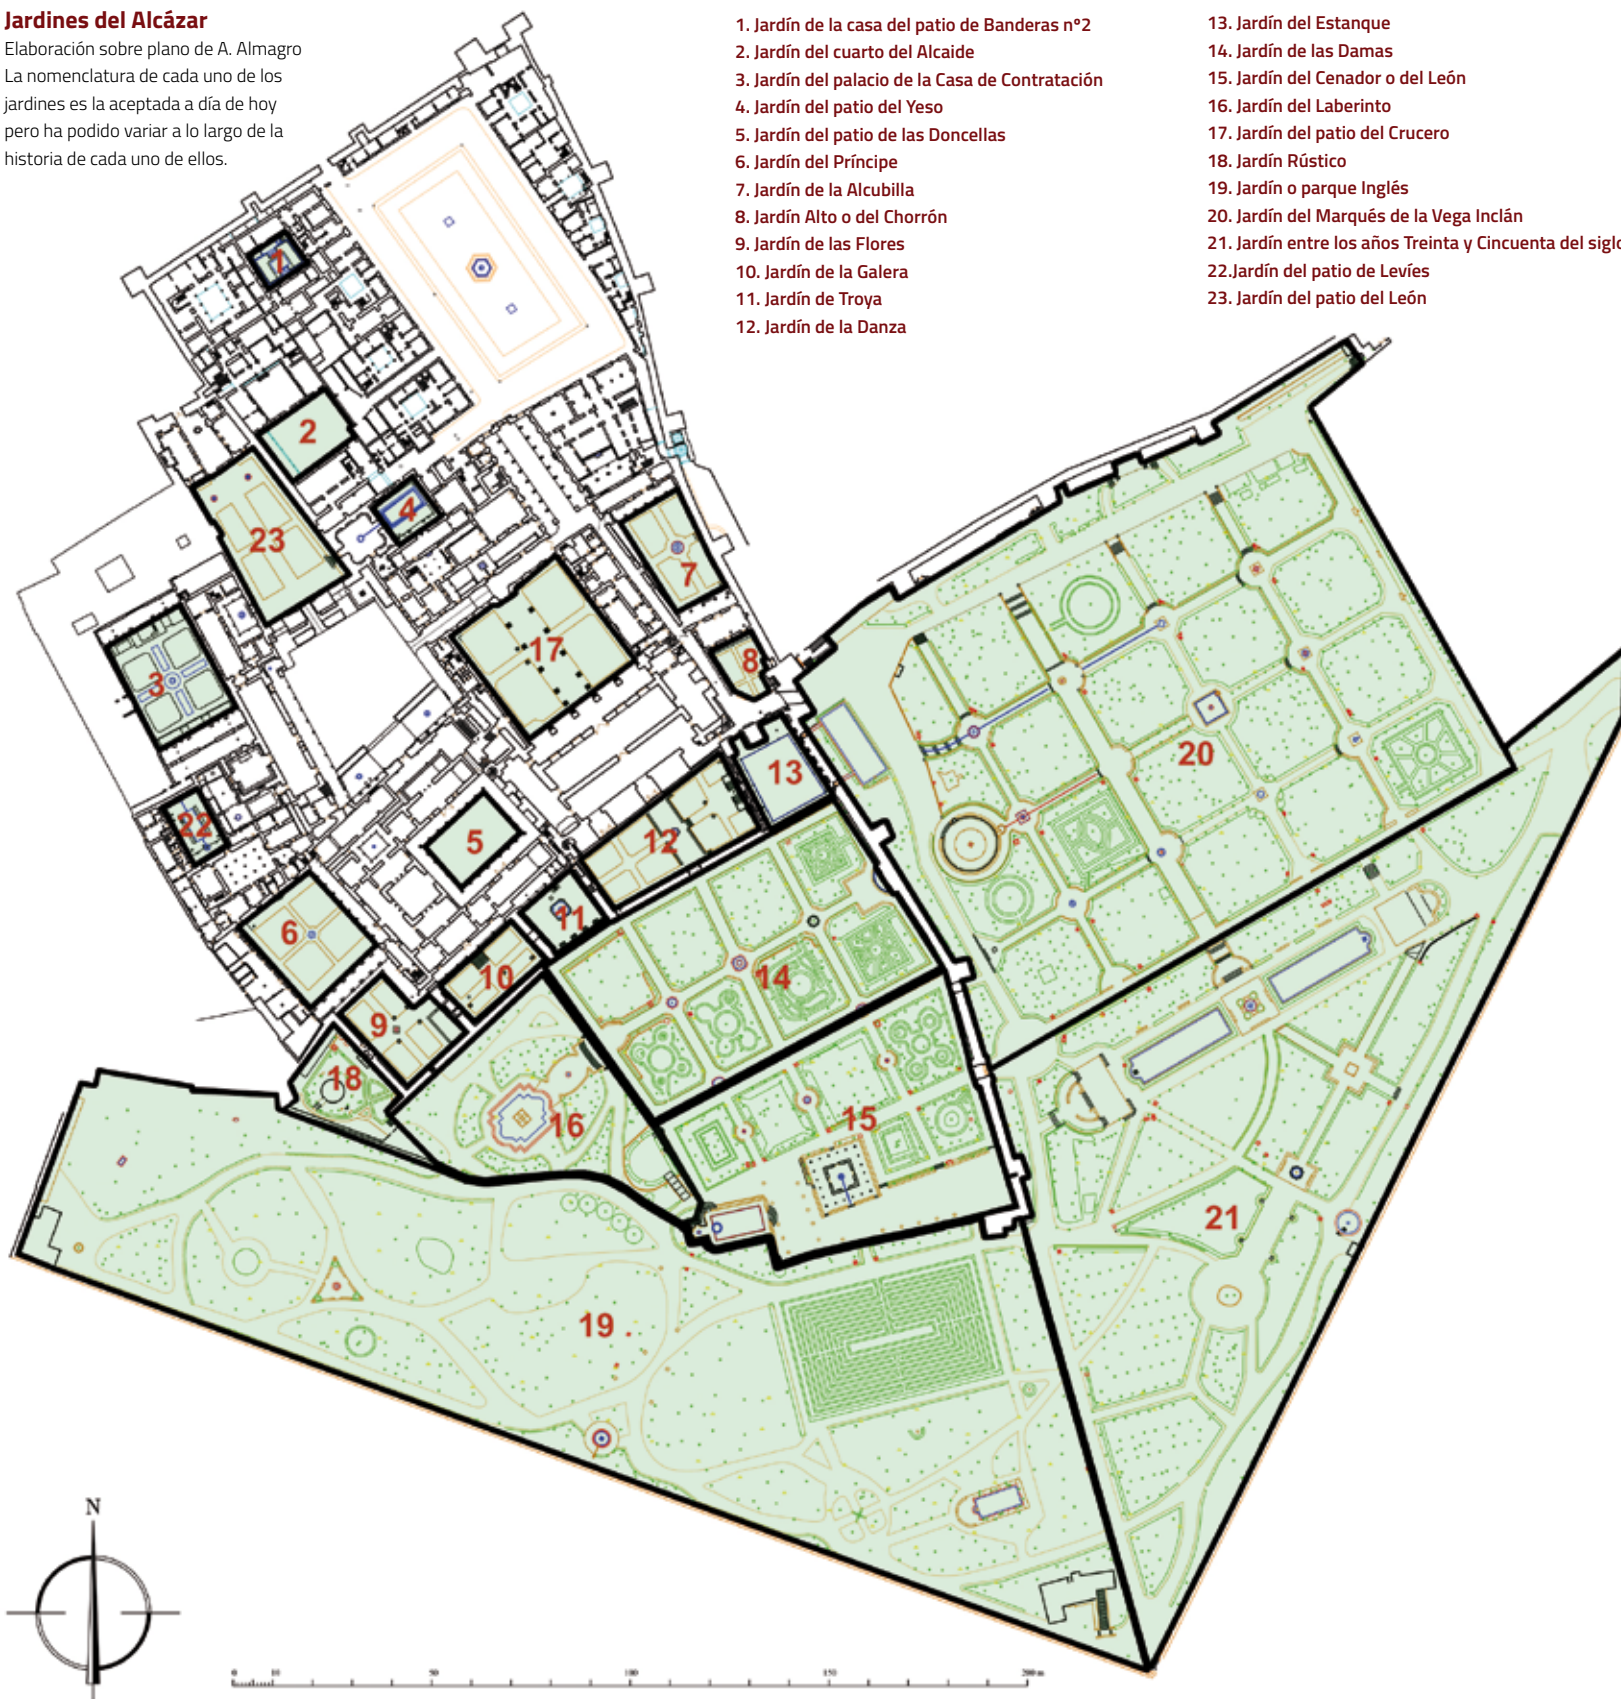 Jardines del Alcázar
Elaboración sobre plano de A. Almagro
La nomenclatura de cada uno de los
jardines es la aceptada a día de hoy
pero ha podido variar a lo largo de la
historia de cada uno de ellos.
1. Jardín de la casa del patio de Banderas nº2
2. Jardín del cuarto del Alcaide
3. Jardín del palacio de la Casa de Contratación
4. Jardín del patio del Yeso
5. Jardín del patio de las Doncellas
6. Jardín del Príncipe
7. Jardín de la Alcubilla
8. Jardín Alto o del Chorrón
9. Jardín de las Flores
10. Jardín de la Galera
11. Jardín de Troya
12. Jardín de la Danza
13. Jardín del Estanque
14. Jardín de las Damas
15. Jardín del Cenador o del León
16. Jardín del Laberinto
17. Jardín del patio del Crucero
18. Jardín Rústico
19. Jardín o parque Inglés
20. Jardín del Marqués de la Vega Inclán
21. Jardín entre los años Treinta y Cincuenta del siglo
22.Jardín del patio de Levíes
23. Jardín del patio del León
1
2
4
23
7
17
8
3
20
13
22
5
12
11
6
14
10
9
18
16
15
21
19
N
0 10 50 100 150 200 m